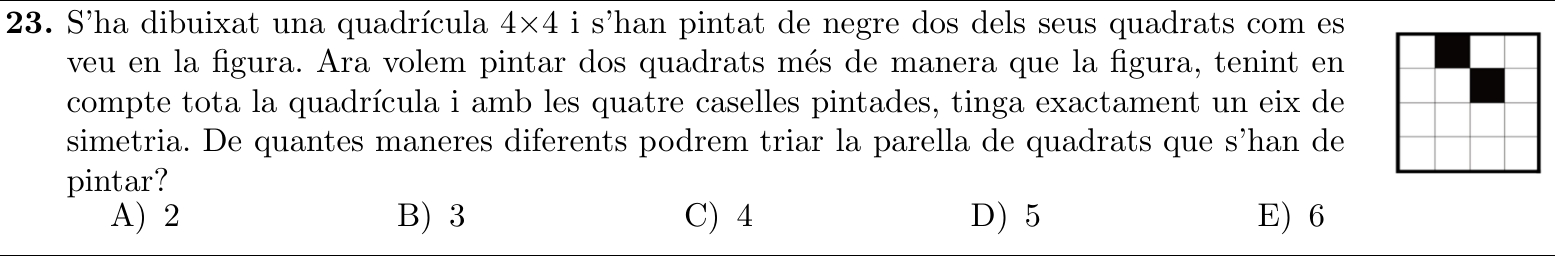 23. S'ha dibuixat una quadrícula 4×4 i s'han pintat de negre dos dels seus quadrats com es
veu en la figura. Ara volem pintar dos quadrats més de manera que la figura, tenint en
compte tota la quadrícula i amb les quatre caselles pintades, tinga exactament un eix de
simetria. De quantes maneres diferents podrem triar la parella de quadrats que s'han de
pintar?
A) 2 B) 3 C) 4 D) 5 E) 6